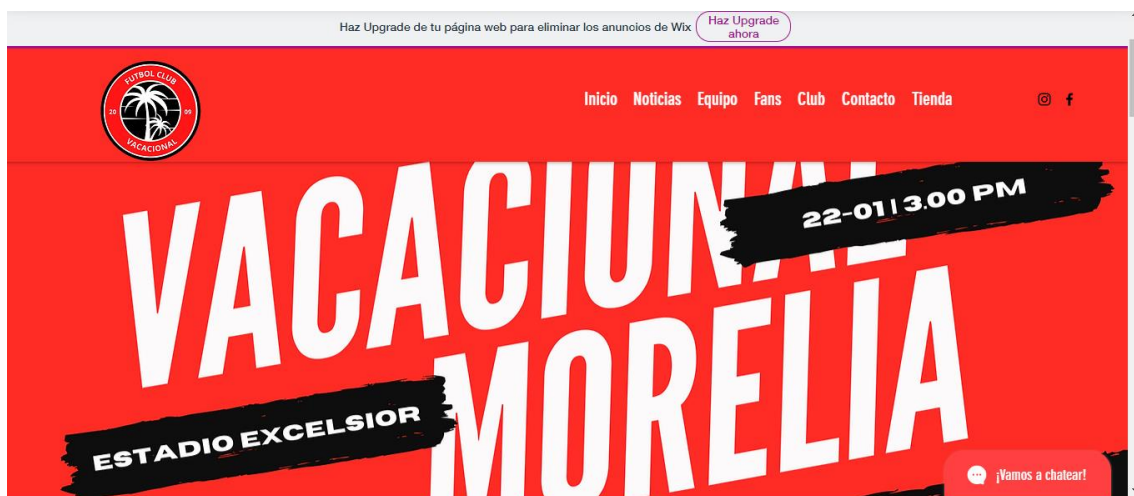 Haz Upgrade de tu página web para eliminar los anuncios de Wix
Haz Upgrade
ahora
FUTBOL CLUB
20 09
VACACIONAL
Inicio Noticias Equipo Fans Club Contacto Tienda
VACACIONAL
22-01 | 3.00 PM
MORELIA
ESTADIO EXCELSIOR
¡Vamos a chatear!